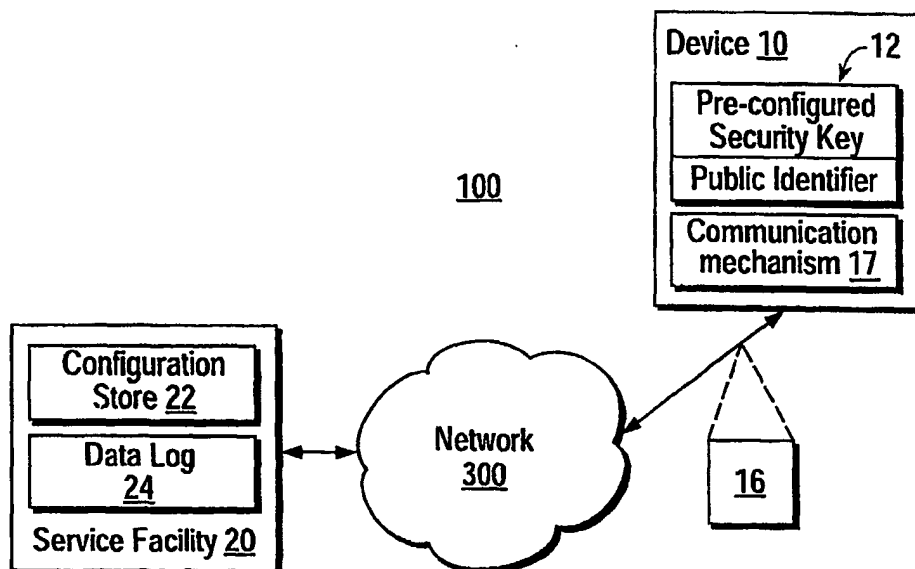 Device 10
12
Pre-configured
Security Key
Public Identifier
Communication
mechanism 17
100
Configuration
Store 22
Data Log
24
Service Facility 20
Network
300
16